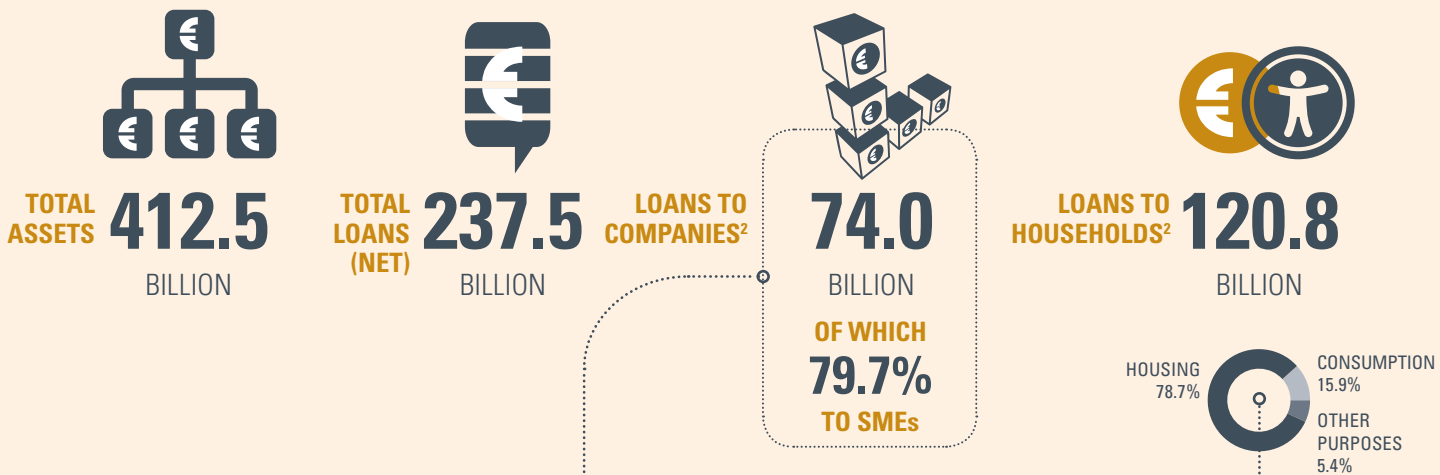 TOTAL
ASSETS
412.5
BILLION
TOTAL
LOANS
(NET)
237.5
BILLION
LOANS TO
COMPANIES²
74.0
BILLION
OF WHICH
79.7%
TO SMEs
LOANS TO
HOUSEHOLDS²
120.8
BILLION
HOUSING
78.7%
CONSUMPTION
15.9%
OTHER
PURPOSES
5.4%